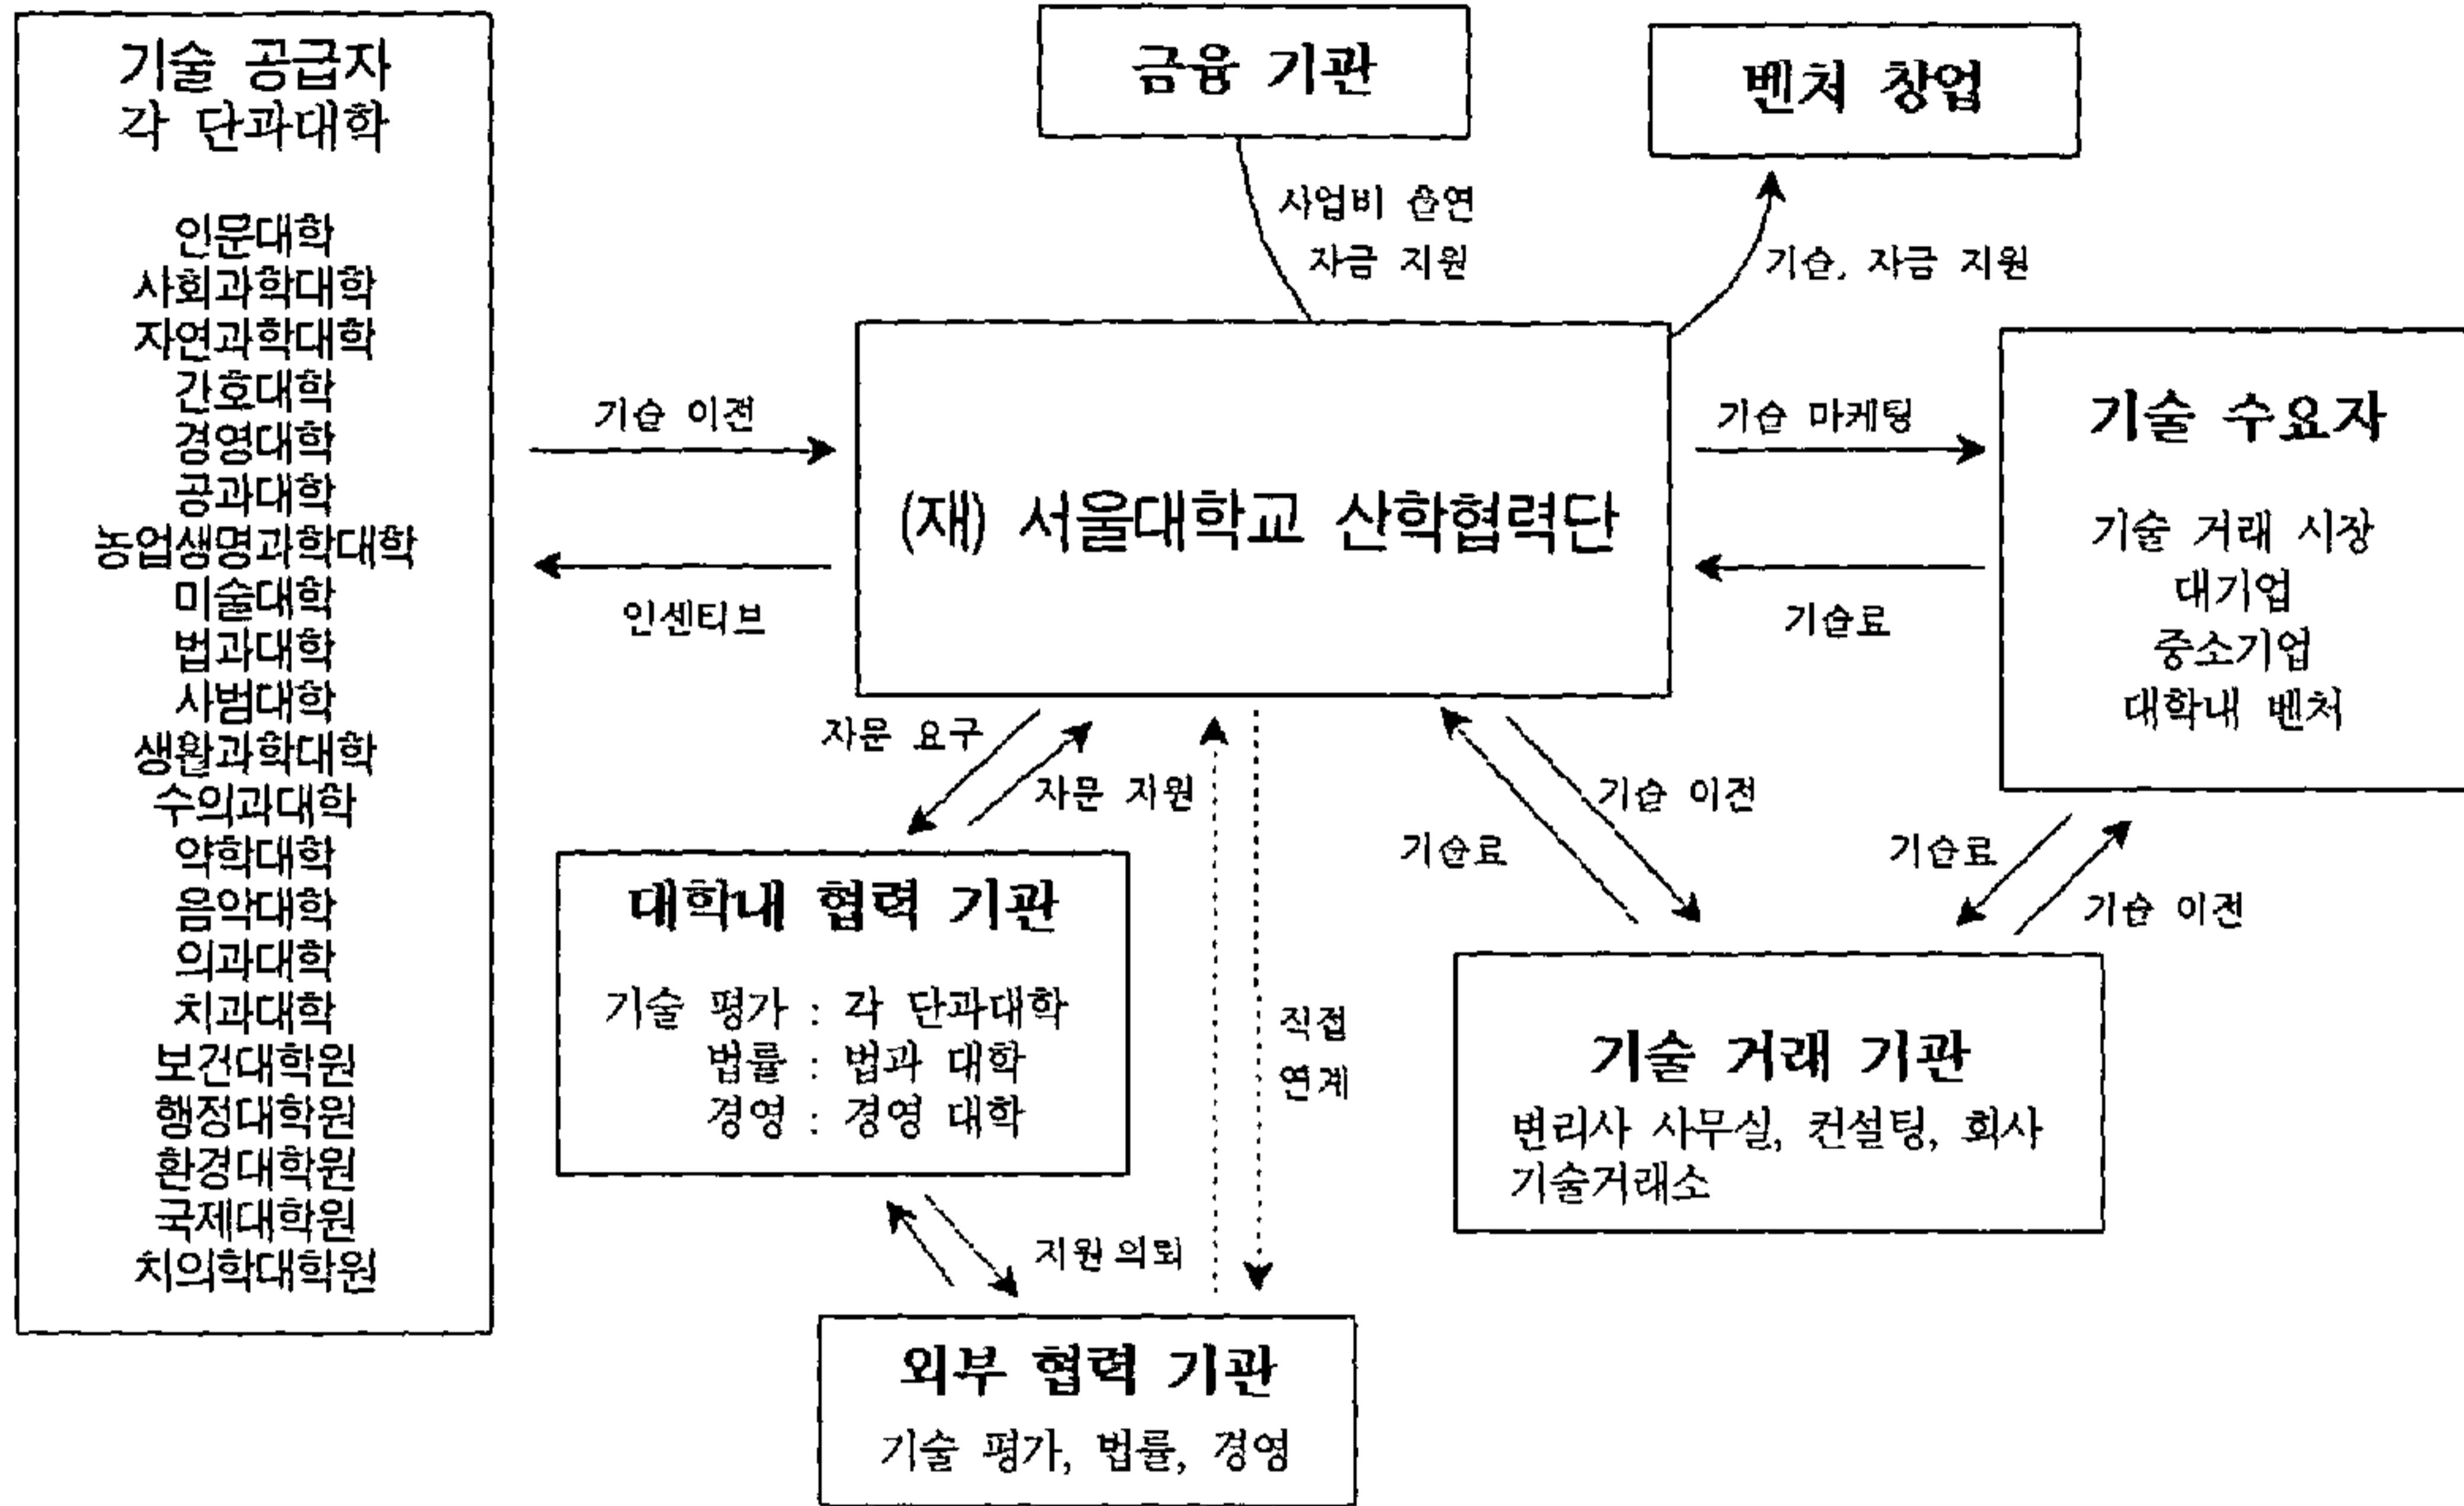 기술 공급자
각 단과대학
인문대학
사회과학대학
자연과학대학
간호대학
경영대학
공과대학
농업생명과학대학
미술대학
법과대학
사범대학
생활과학대학
수의과대학
약학대학
음악대학
의과대학
치과대학
보건대학원
행정대학원
환경대학원
국제대학원
치의학대학원
금융 기관
벤처 창업
사업비 출연
자금 지원
기술, 자금 지원
기술 이전
인센티브
(재) 서울대학교 산학협력단
기술 마케팅
기술료
기술 수요자
기술 거래 시장
대기업
중소기업
대학내 벤처
자문 요구
자문 지원
기술 이전
기술료
기술료
기술 이전
대학내 협력 기관
기술 평가 : 각 단과대학
법률 : 법과 대학
경영 : 경영 대학
직접
연계
기술 거래 기관
변리사 사무실, 컨설팅, 회사
기술거래소
지원 의뢰
외부 협력 기관
기술 평가, 법률, 경영